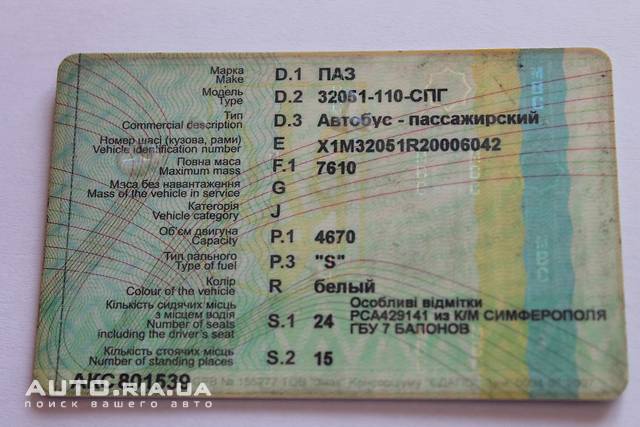 Марка D.1 ПАЗ
Make
Модель D.2 32051-110-СПГ
Type
Тип D.3 Автобус - пассажирский
Commercial description
Номер шасі (кузова, рами) E X1M32051R20006042
Vehicle identification number
Повна маса F.1 7610
Maximum mass
Маса без навантаження G
Mass of the vehicle in service
Категорія J
Vehicle category
Об'єм двигуна P.1 4670
Capacity
Тип пального P.3 "S"
Type of fuel
Колір R белый
Colour of the vehicle
Кількість сидячих місць Особливі відмітки
з місцем водія S.1 24 РСА429141 из К/М СИМФЕРОПОЛЯ
Number of seats ГБУ 7 БАЛОНОВ
including the driver's seat
Кількість стоячих місць S.2 15
Number of standing places
801539
AUTO.RIA.UA
поиск вашего авто